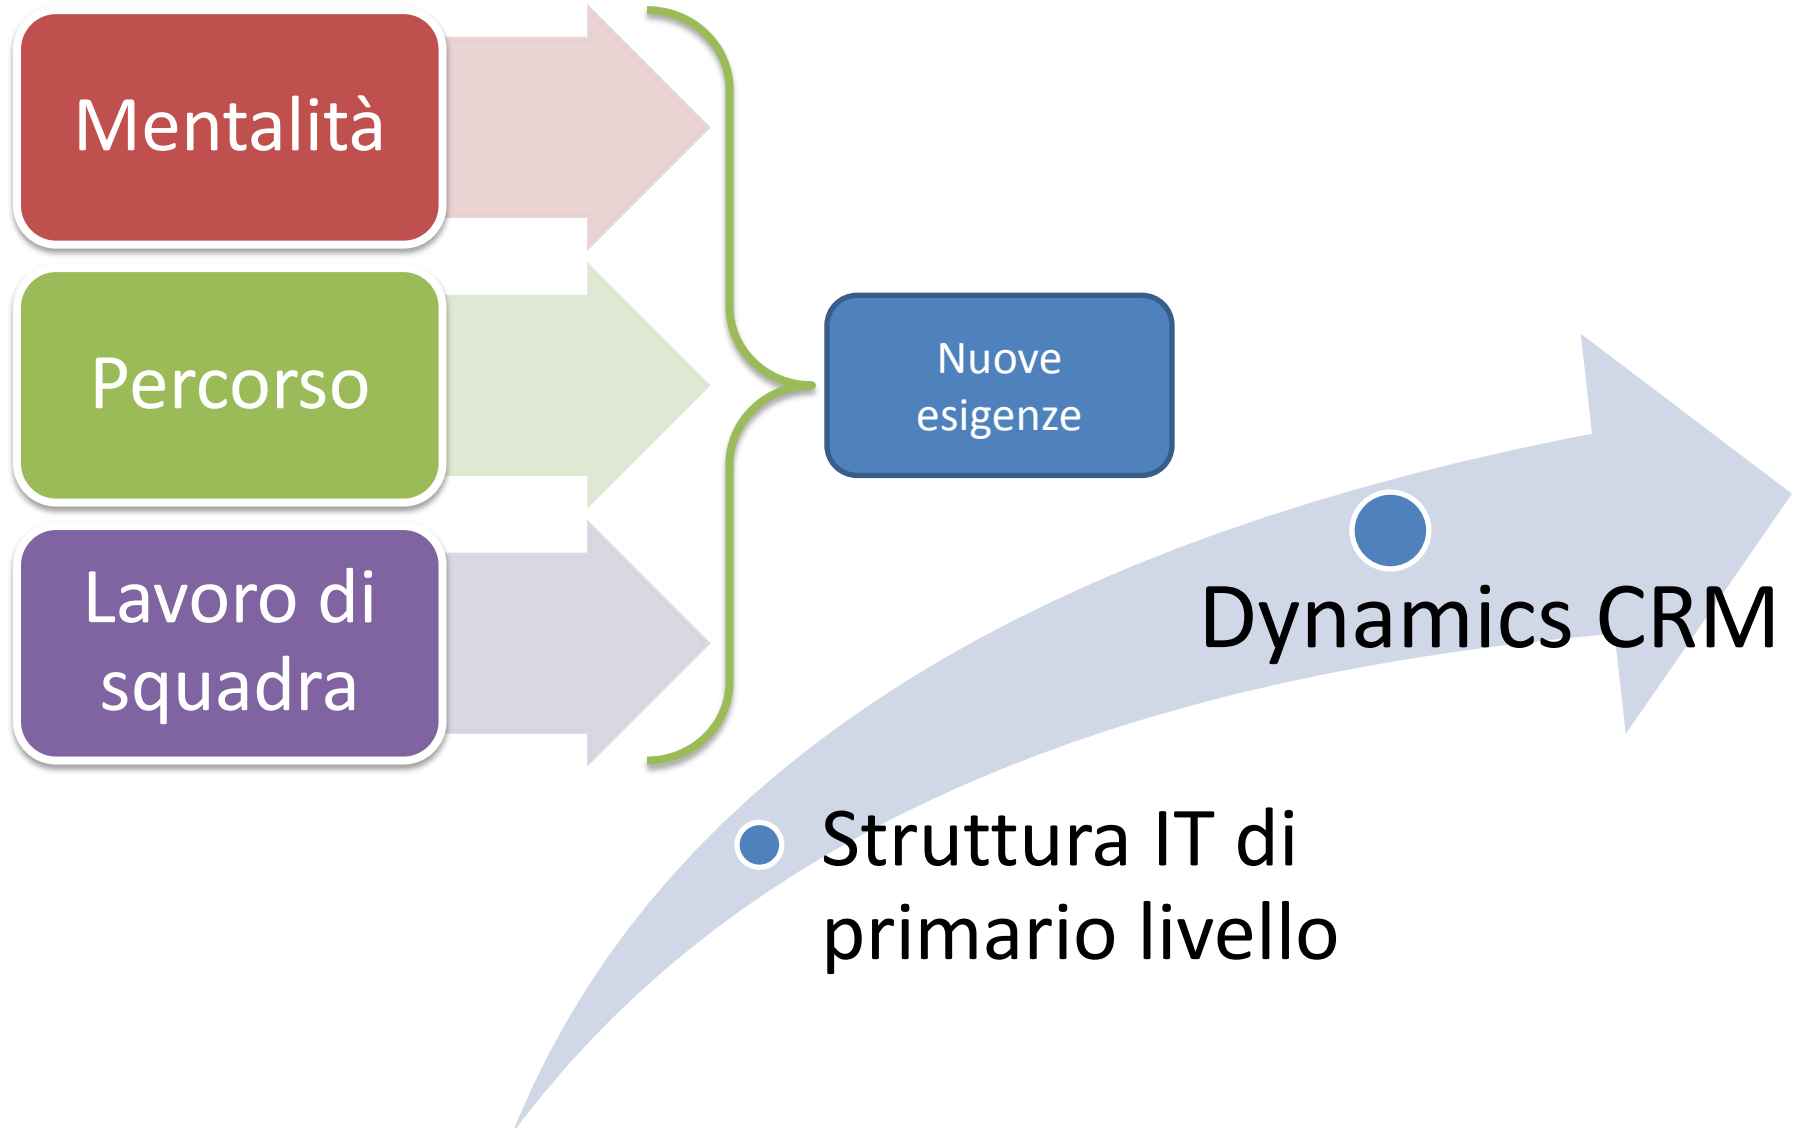 Mentalità
Percorso
Lavoro di
squadra
Nuove
esigenze
Dynamics CRM
Struttura IT di
primario livello